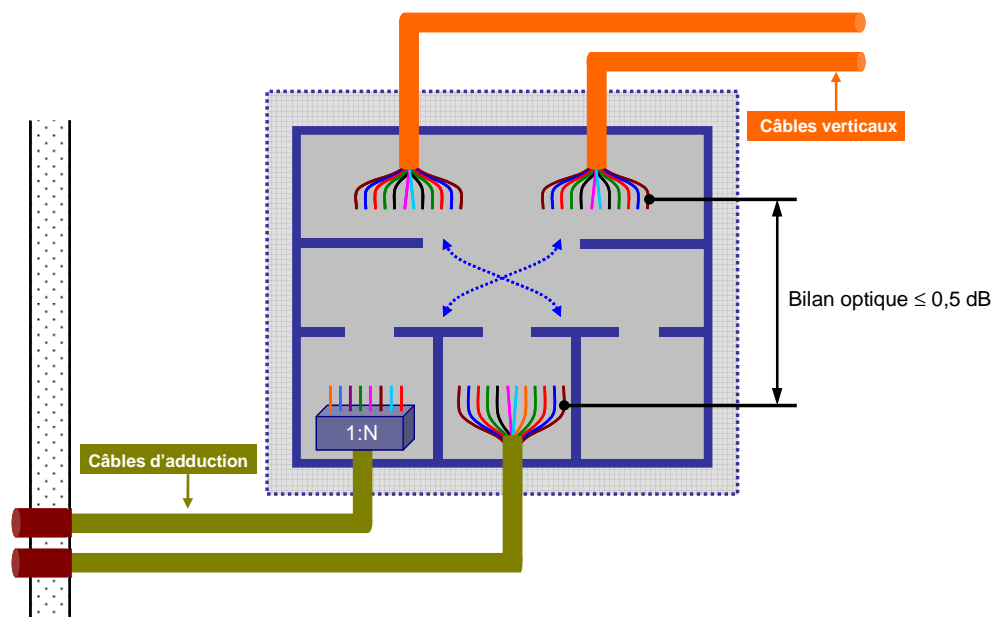 Câbles verticaux
Bilan optique ≤ 0,5 dB
1:N
Câbles d’adduction